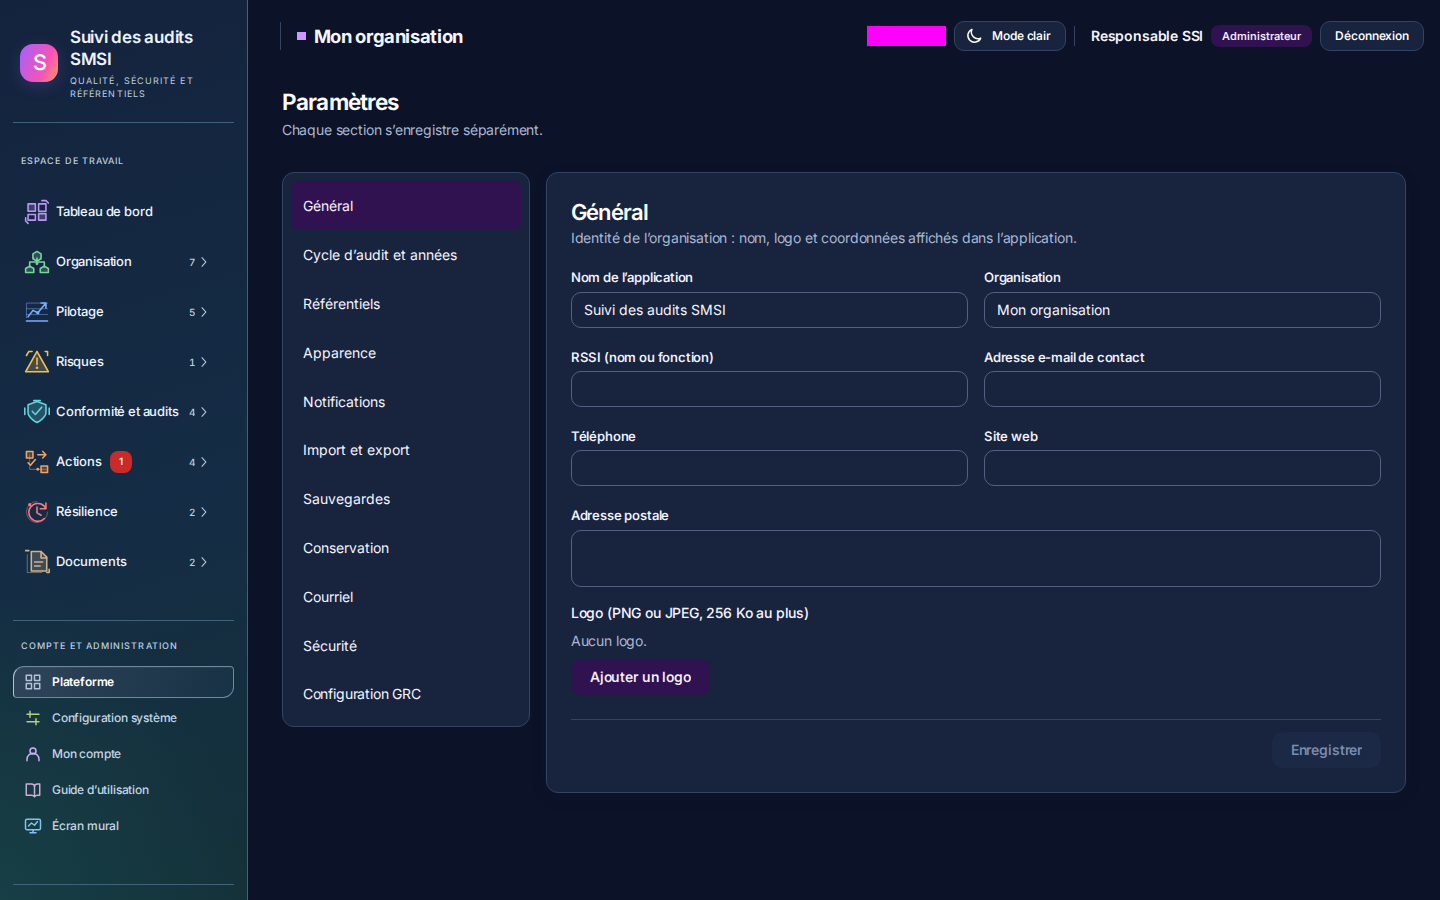 S
Suivi des audits
SMSI
QUALITÉ, SÉCURITÉ ET
RÉFÉRENTIELS
ESPACE DE TRAVAIL
Tableau de bord
Organisation 7
Pilotage 5
Risques 1
Conformité et audits 4
Actions 1 4
Résilience 2
Documents 2
COMPTE ET ADMINISTRATION
Plateforme
Configuration système
Mon compte
Guide d’utilisation
Écran mural
Mon organisation
Mode clair
Responsable SSI
Administrateur
Déconnexion
Paramètres
Chaque section s’enregistre séparément.
Général
Cycle d’audit et années
Référentiels
Apparence
Notifications
Import et export
Sauvegardes
Conservation
Courriel
Sécurité
Configuration GRC
Général
Identité de l’organisation : nom, logo et coordonnées affichés dans l’application.
Nom de l’application
Suivi des audits SMSI
Organisation
Mon organisation
RSSI (nom ou fonction)
Adresse e-mail de contact
Téléphone
Site web
Adresse postale
Logo (PNG ou JPEG, 256 Ko au plus)
Aucun logo.
Ajouter un logo
Enregistrer